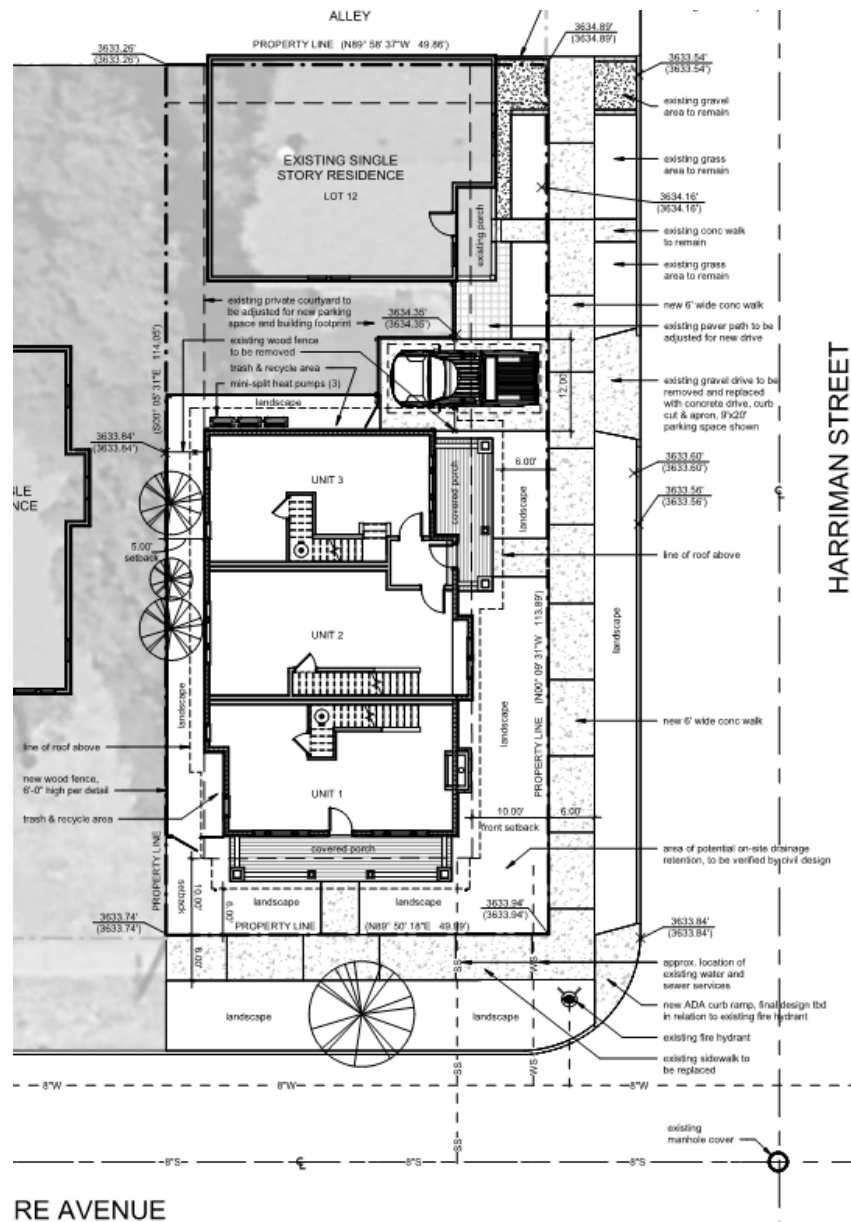 ALLEY
PROPERTY LINE (N89° 58' 37"W 49.86')
3633.26'
(3633.26')
3634.89'
(3634.89')
3633.54'
(3633.54')
existing gravel
area to remain
EXISTING SINGLE
STORY RESIDENCE
LOT 12
existing grass
area to remain
3634.16'
(3634.16')
existing porch
existing conc walk
to remain
existing grass
area to remain
existing private courtyard to
be adjusted for new parking
space and building footprint
3634.35'
(3634.35')
new 6' wide conc walk
existing wood fence
to be removed
existing paver path to be
adjusted for new drive
trash & recycle area
mini-split heat pumps (3)
landscape
12.00'
existing gravel drive to be
removed and replaced
with concrete drive, curb
cut & apron, 9'x20'
parking space shown
HARRIMAN STREET
(S00° 05' 31"E 114.05')
3633.84'
(3633.84')
3633.60'
(3633.60')
3633.56'
(3633.56')
6.00'
UNIT 3
covered porch
landscape
5.00'
setback
line of roof above
UNIT 2
PROPERTY LINE (N00° 09' 31"W 113.89')
landscape
landscape
landscape
new 6' wide conc walk
line of roof above
new wood fence,
6'-0" high per detail
UNIT 1
trash & recycle area
10.00'
6.00'
front setback
covered porch
area of potential on-site drainage
retention, to be verified by civil design
PROPERTY LINE
setback
10.00'
6.00'
landscape
landscape
3633.94'
(3633.94')
3633.74'
(3633.74')
PROPERTY LINE (N89° 50' 18"E 49.99')
3633.84'
(3633.84')
6.00'
approx. location of
existing water and
sewer services
SS
WS
new ADA curb ramp, final design tbd
in relation to existing fire hydrant
landscape
landscape
existing fire hydrant
existing sidewalk to
be replaced
SS
WS
8"W
8"W
8"W
existing
manhole cover
SS
8"S
8"S
8"S
RE AVENUE